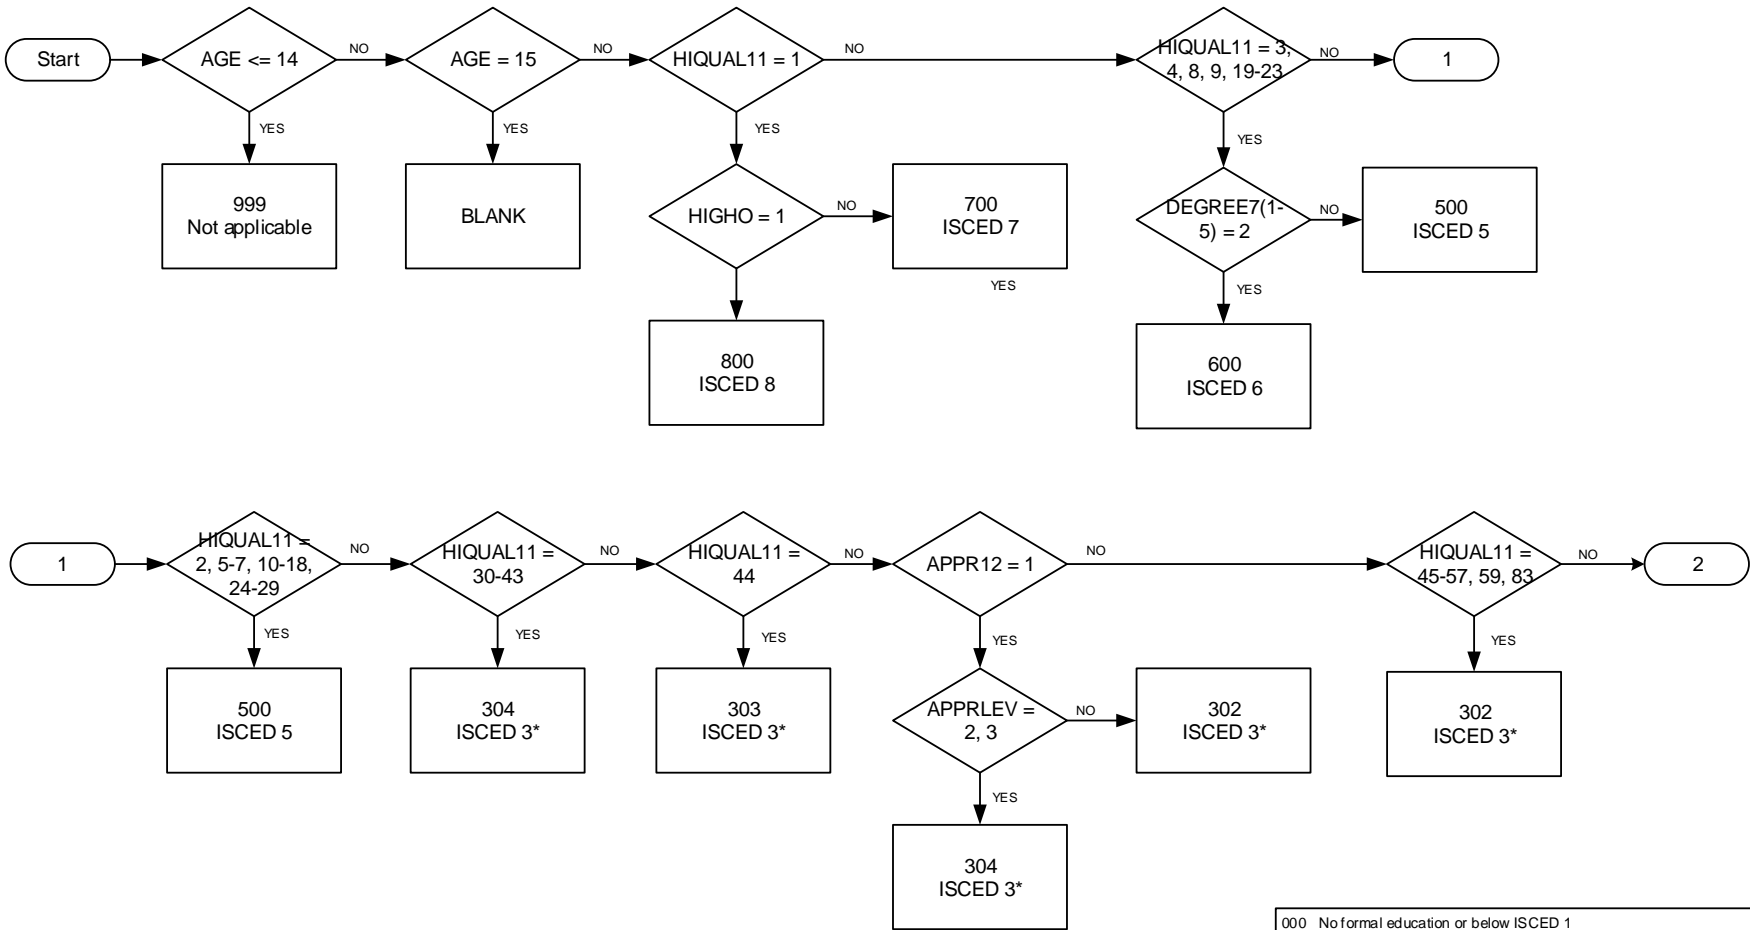 Start
AGE <= 14
NO
AGE = 15
NO
HIQUAL11 = 1
NO
HIQUAL11 = 3,
4, 8, 9, 19-23
NO
1
YES
YES
YES
YES
999
Not applicable
BLANK
HIGHO = 1
NO
700
ISCED 7
DEGREE7(1-
5) = 2
NO
500
ISCED 5
YES
YES
800
ISCED 8
600
ISCED 6
1
HIQUAL11 =
2, 5-7, 10-18,
24-29
NO
HIQUAL11 =
30-43
NO
HIQUAL11 =
44
NO
APPR12 = 1
NO
HIQUAL11 =
45-57, 59, 83
NO
2
YES
YES
YES
YES
YES
500
ISCED 5
304
ISCED 3*
303
ISCED 3*
APPRLEV =
2, 3
NO
302
ISCED 3*
302
ISCED 3*
YES
304
ISCED 3*
000 No formal education or below ISCED 1